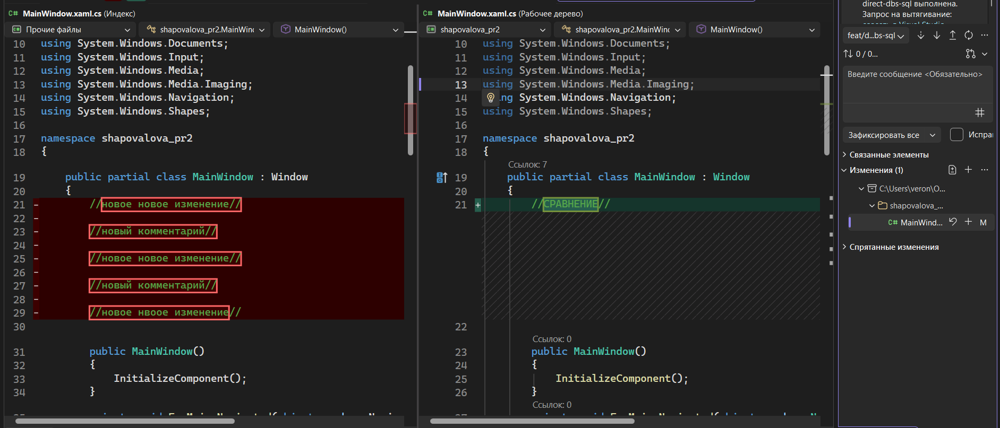 C# MainWindow.xaml.cs (Индекс)
Прочие файлы
shapovalova_pr2.MainWin
MainWindow()
10 using System.Windows.Documents;
11 using System.Windows.Input;
12 using System.Windows.Media;
13 using System.Windows.Media.Imaging;
14 using System.Windows.Navigation;
15 using System.Windows.Shapes;
16
17 namespace shapovalova_pr2
18 {
19 public partial class MainWindow : Window
20 {
21 - //новое новое изменение//
22 -
23 - //новый комментарий//
24 -
25 - //новое новое изменение//
26 -
27 - //новый комментарий//
28 -
29 - //новое нвоое изменение//
30
31 public MainWindow()
32 {
33 InitializeComponent();
34 }
C# MainWindow.xaml.cs (Рабочее дерево)
C# shapovalova_pr2
shapovalova_pr2.MainWin
MainWindow()
10 using System.Windows.Documents;
11 using System.Windows.Input;
12 using System.Windows.Media;
13 using System.Windows.Media.Imaging;
14 ng System.Windows.Navigation;
15 using System.Windows.Shapes;
16
17 namespace shapovalova_pr2
18 {
Ссылок: 7
19 public partial class MainWindow : Window
20 {
21 + //СРАВНЕНИЕ//
22
Ссылок: 0
23 public MainWindow()
24 {
25 InitializeComponent();
26 }
Ссылок: 0
direct-dbs-sql выполнена.
Запрос на вытягивание:
feat/d...bs-sql
0 / 0...
Введите сообщение <Обязательно>
Зафиксировать все
Испра
Связанные элементы
Изменения (1)
C:\Users\veron\O...
shapovalova_...
C# MainWind... M
Спрятанные изменения